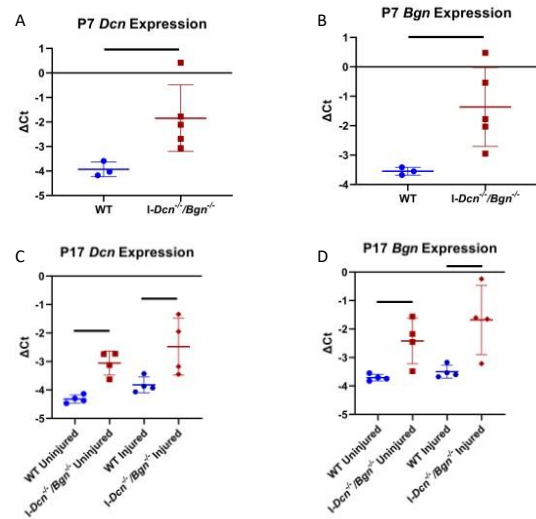 A
P7 Dcn Expression
1
0
-1
-2
-3
-4
-5
ΔCt
WT
I-Dcn⁻/⁻/Bgn⁻/⁻
B
P7 Bgn Expression
1
0
-1
-2
-3
-4
ΔCt
WT
I-Dcn⁻/⁻/Bgn⁻/⁻
C
P17 Dcn Expression
0
-1
-2
-3
-4
-5
ΔCt
WT Uninjured
I-Dcn⁻/⁻/Bgn⁻/⁻ Uninjured
WT Injured
I-Dcn⁻/⁻/Bgn⁻/⁻ Injured
D
P17 Bgn Expression
0
-1
-2
-3
-4
-5
ΔCt
WT Uninjured
I-Dcn⁻/⁻/Bgn⁻/⁻ Uninjured
WT Injured
I-Dcn⁻/⁻/Bgn⁻/⁻ Injured